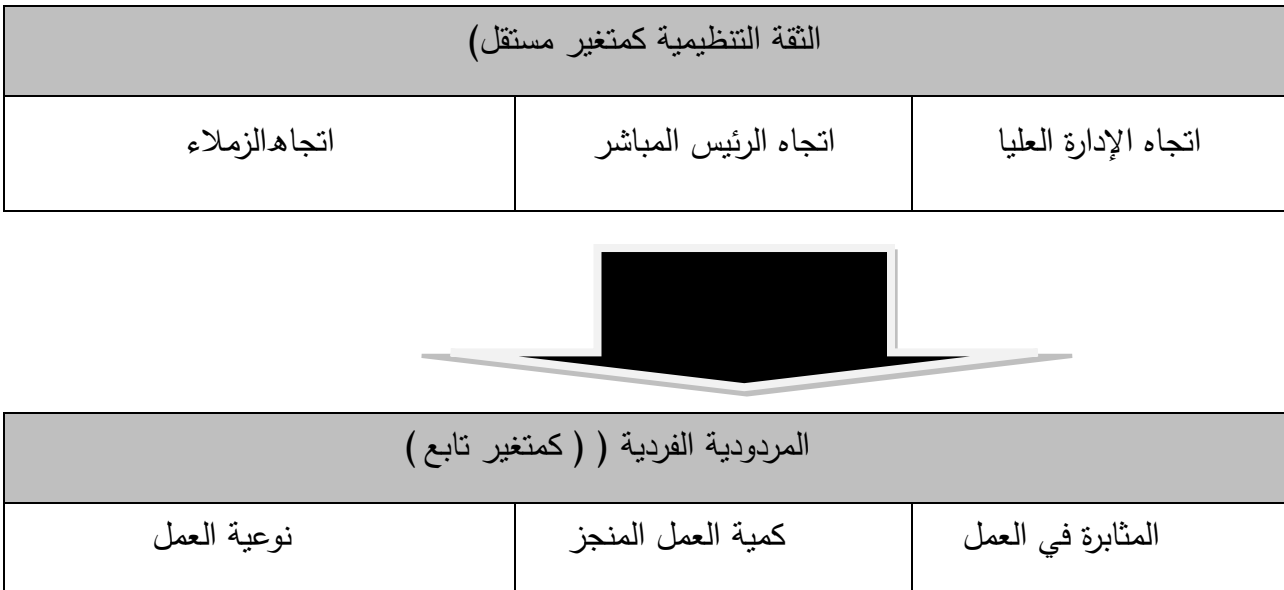 الثقة التنظيمية كمتغير مستقل)
اتجاه الإدارة العليا
اتجاه الرئيس المباشر
اتجاهالزملاء
المردودية الفردية ( ( كمتغير تابع )
المثابرة في العمل
كمية العمل المنجز
نوعية العمل